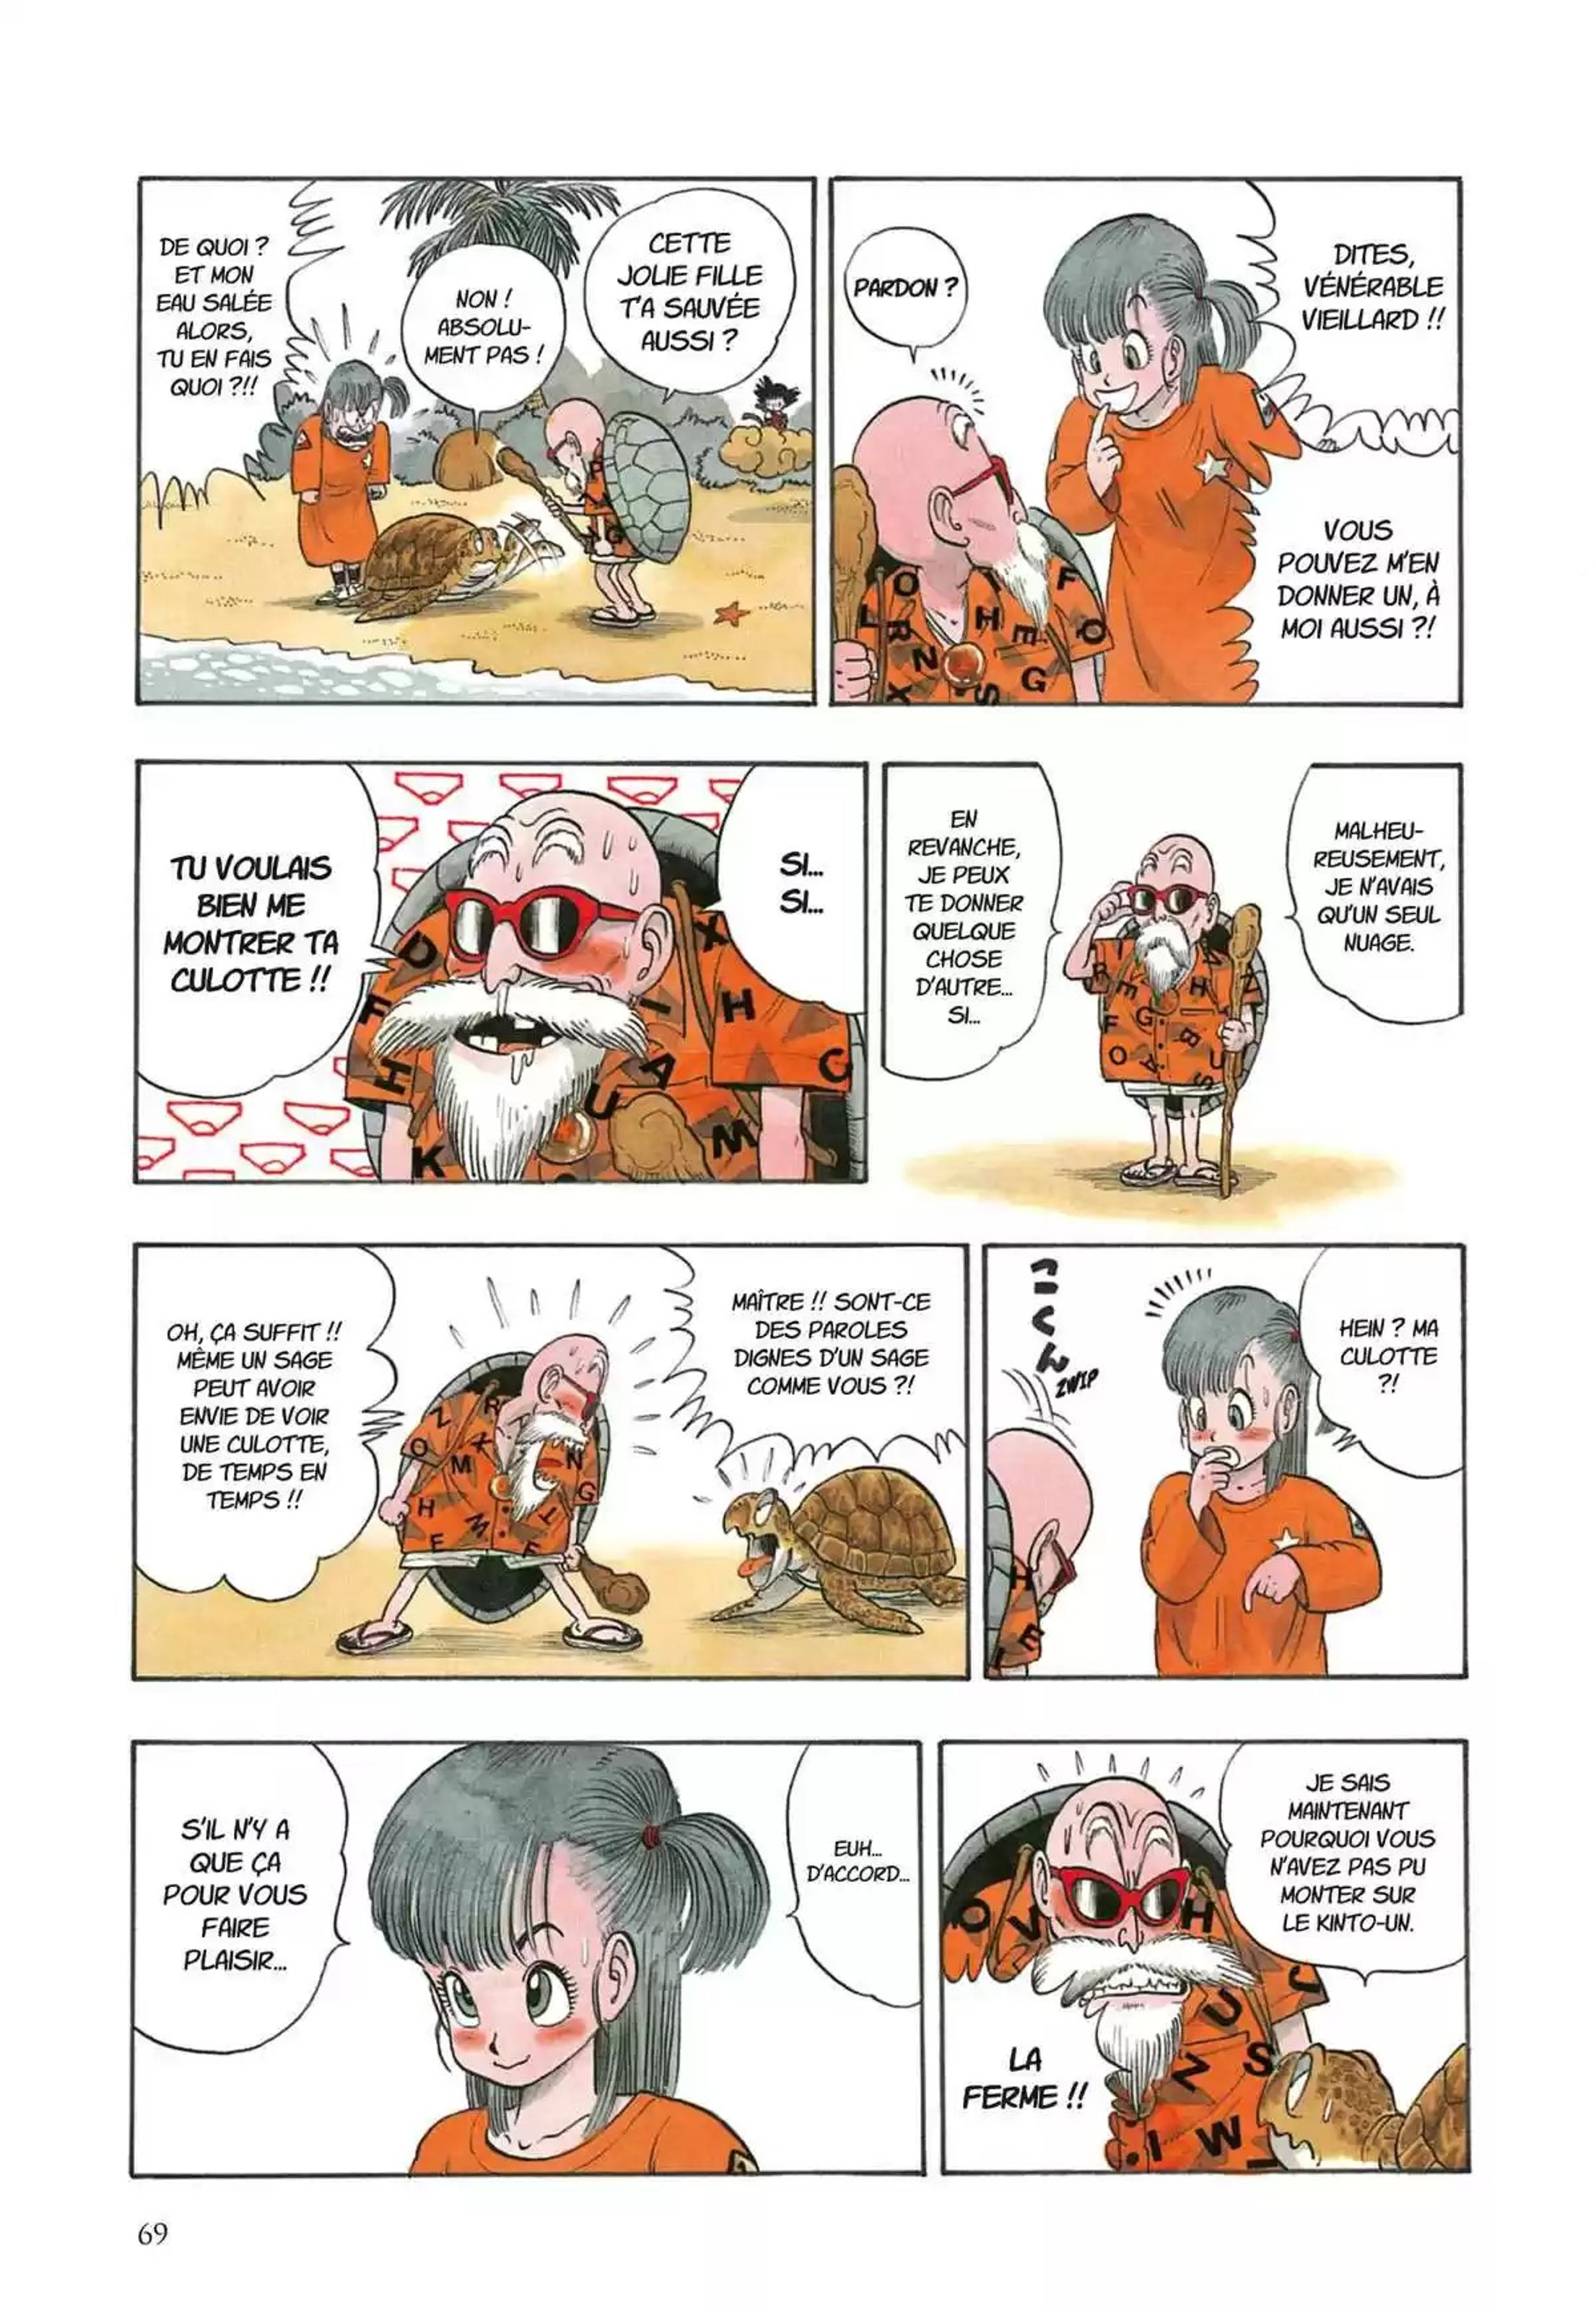 DITES,
VÉNÉRABLE
VIEILLARD !!
PARDON ?
VOUS
POUVEZ M'EN
DONNER UN, À
MOI AUSSI ?!
CETTE
JOLIE FILLE
T'A SAUVÉE
AUSSI ?
NON !
ABSOLU-
MENT PAS !
DE QUOI ?
ET MON
EAU SALÉE
ALORS,
TU EN FAIS
QUOI ?!!
MALHEU-
REUSEMENT,
JE N'AVAIS
QU'UN SEUL
NUAGE.
EN
REVANCHE,
JE PEUX
TE DONNER
QUELQUE
CHOSE
D'AUTRE...
SI...
SI...
SI...
TU VOULAIS
BIEN ME
MONTRER TA
CULOTTE !!
HEIN ? MA
CULOTTE
?!
こくん
ZWIP
MAÎTRE !! SONT-CE
DES PAROLES
DIGNES D'UN SAGE
COMME VOUS ?!
OH, ÇA SUFFIT !!
MÊME UN SAGE
PEUT AVOIR
ENVIE DE VOIR
UNE CULOTTE,
DE TEMPS EN
TEMPS !!
JE SAIS
MAINTENANT
POURQUOI VOUS
N'AVEZ PAS PU
MONTER SUR
LE KINTO-UN.
LA
FERME !!
EUH...
D'ACCORD...
S'IL N'Y A
QUE ÇA
POUR VOUS
FAIRE
PLAISIR...
69